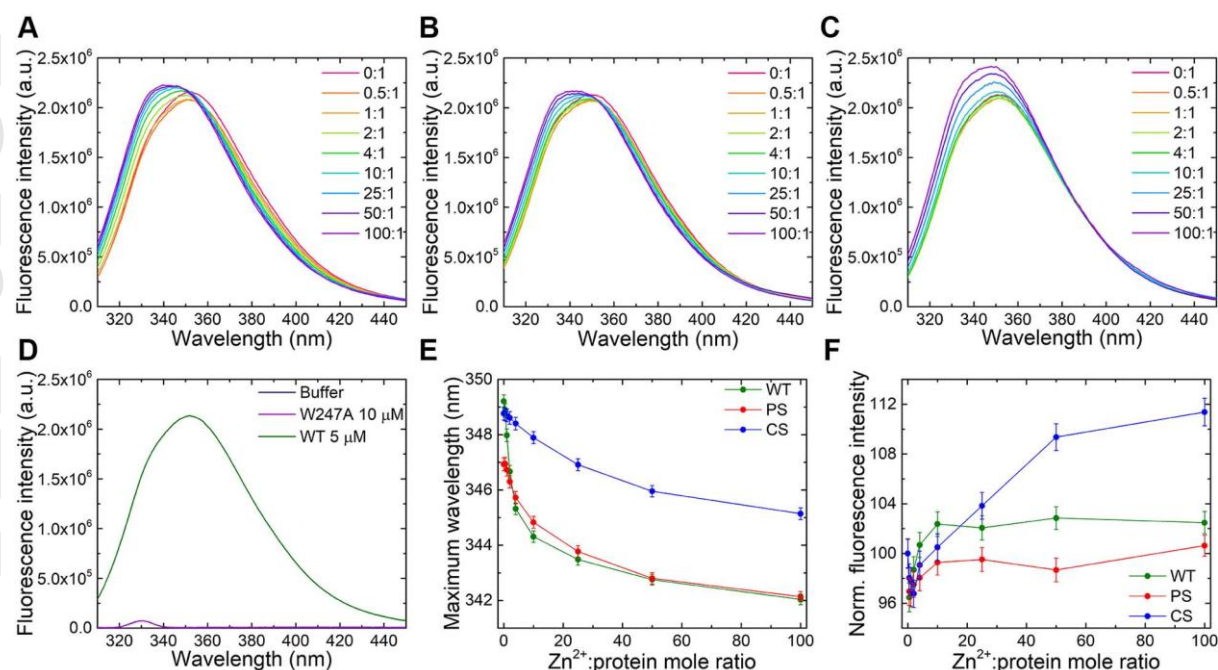 A
B
C
Fluorescence intensity (a.u.)
2.5x10⁶
2.0x10⁶
1.5x10⁶
1.0x10⁶
5.0x10⁵
0.0
320 340 360 380 400 420 440
Wavelength (nm)
0:1
0.5:1
1:1
2:1
4:1
10:1
25:1
50:1
100:1
Fluorescence intensity (a.u.)
2.5x10⁶
2.0x10⁶
1.5x10⁶
1.0x10⁶
5.0x10⁵
0.0
320 340 360 380 400 420 440
Wavelength (nm)
0:1
0.5:1
1:1
2:1
4:1
10:1
25:1
50:1
100:1
Fluorescence intensity (a.u.)
2.5x10⁶
2.0x10⁶
1.5x10⁶
1.0x10⁶
5.0x10⁵
0.0
320 340 360 380 400 420 440
Wavelength (nm)
0:1
0.5:1
1:1
2:1
4:1
10:1
25:1
50:1
100:1
D
E
F
Fluorescence intensity (a.u.)
2.5x10⁶
2.0x10⁶
1.5x10⁶
1.0x10⁶
5.0x10⁵
0.0
320 340 360 380 400 420 440
Wavelength (nm)
Buffer
W247A 10 μM
WT 5 μM
Maximum wavelength (nm)
350
348
346
344
342
0 20 40 60 80 100
Zn²⁺:protein mole ratio
WT
PS
CS
Norm. fluorescence intensity
112
108
104
100
96
0 20 40 60 80 100
Zn²⁺:protein mole ratio
WT
PS
CS